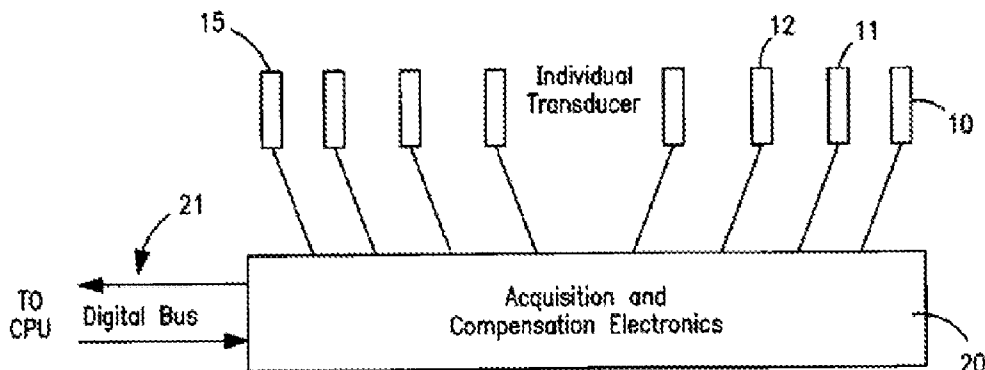 15
12
11
Individual
Transducer
10
21
TO
CPU
Digital Bus
Acquisition and
Compensation Electronics
20